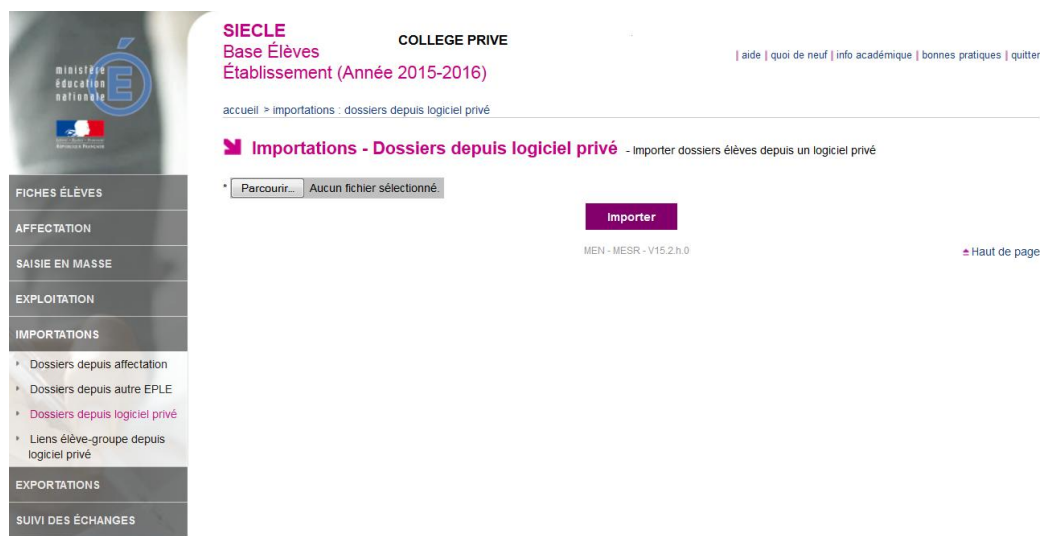 SIECLE
Base Élèves
Établissement (Année 2015-2016)
COLLEGE PRIVE
| aide | quoi de neuf | info académique | bonnes pratiques | quitter
ministère
éducation
nationale
accueil > importations : dossiers depuis logiciel privé
Importations - Dossiers depuis logiciel privé - Importer dossiers élèves depuis un logiciel privé
* Parcourir... Aucun fichier sélectionné.
Importer
MEN - MESR - V15.2.h.0
Haut de page
FICHES ÉLÈVES
AFFECTATION
SAISIE EN MASSE
EXPLOITATION
IMPORTATIONS
Dossiers depuis affectation
Dossiers depuis autre EPLE
Dossiers depuis logiciel privé
Liens élève-groupe depuis
logiciel privé
EXPORTATIONS
SUIVI DES ÉCHANGES